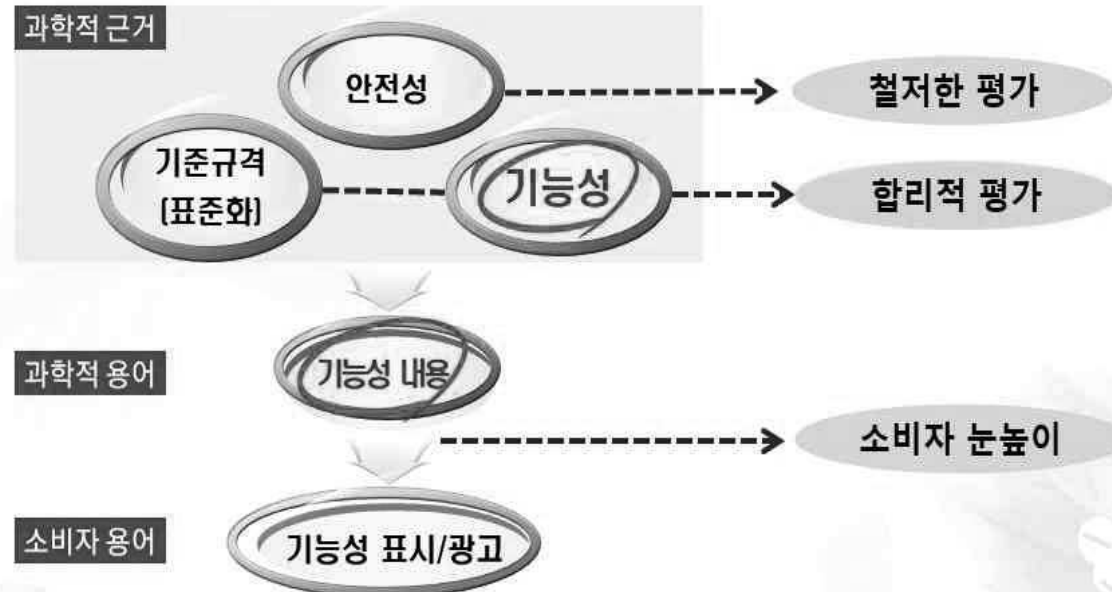 과학적 근거
안전성
철저한 평가
기준규격
(표준화)
기능성
합리적 평가
과학적 용어
기능성 내용
소비자 눈높이
소비자 용어
기능성 표시/광고